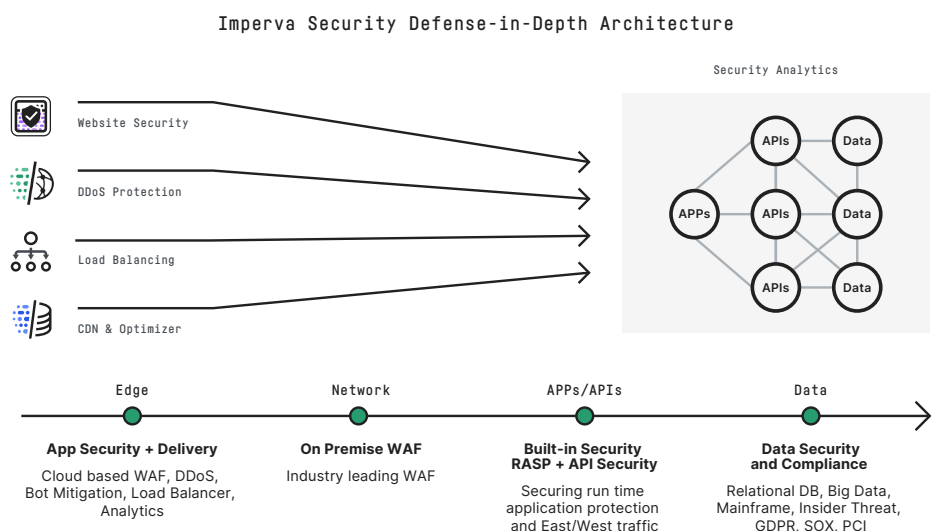 Imperva Security Defense-in-Depth Architecture
Security Analytics
Website Security
DDoS Protection
Load Balancing
CDN & Optimizer
APIs
Data
APPs
APIs
Data
APIs
Data
Edge
Network
APPs/APIs
Data
App Security + Delivery
Cloud based WAF, DDoS,
Bot Mitigation, Load Balancer,
Analytics
On Premise WAF
Industry leading WAF
Built-in Security
RASP + API Security
Securing run time
application protection
and East/West traffic
Data Security
and Compliance
Relational DB, Big Data,
Mainframe, Insider Threat,
GDPR, SOX, PCI